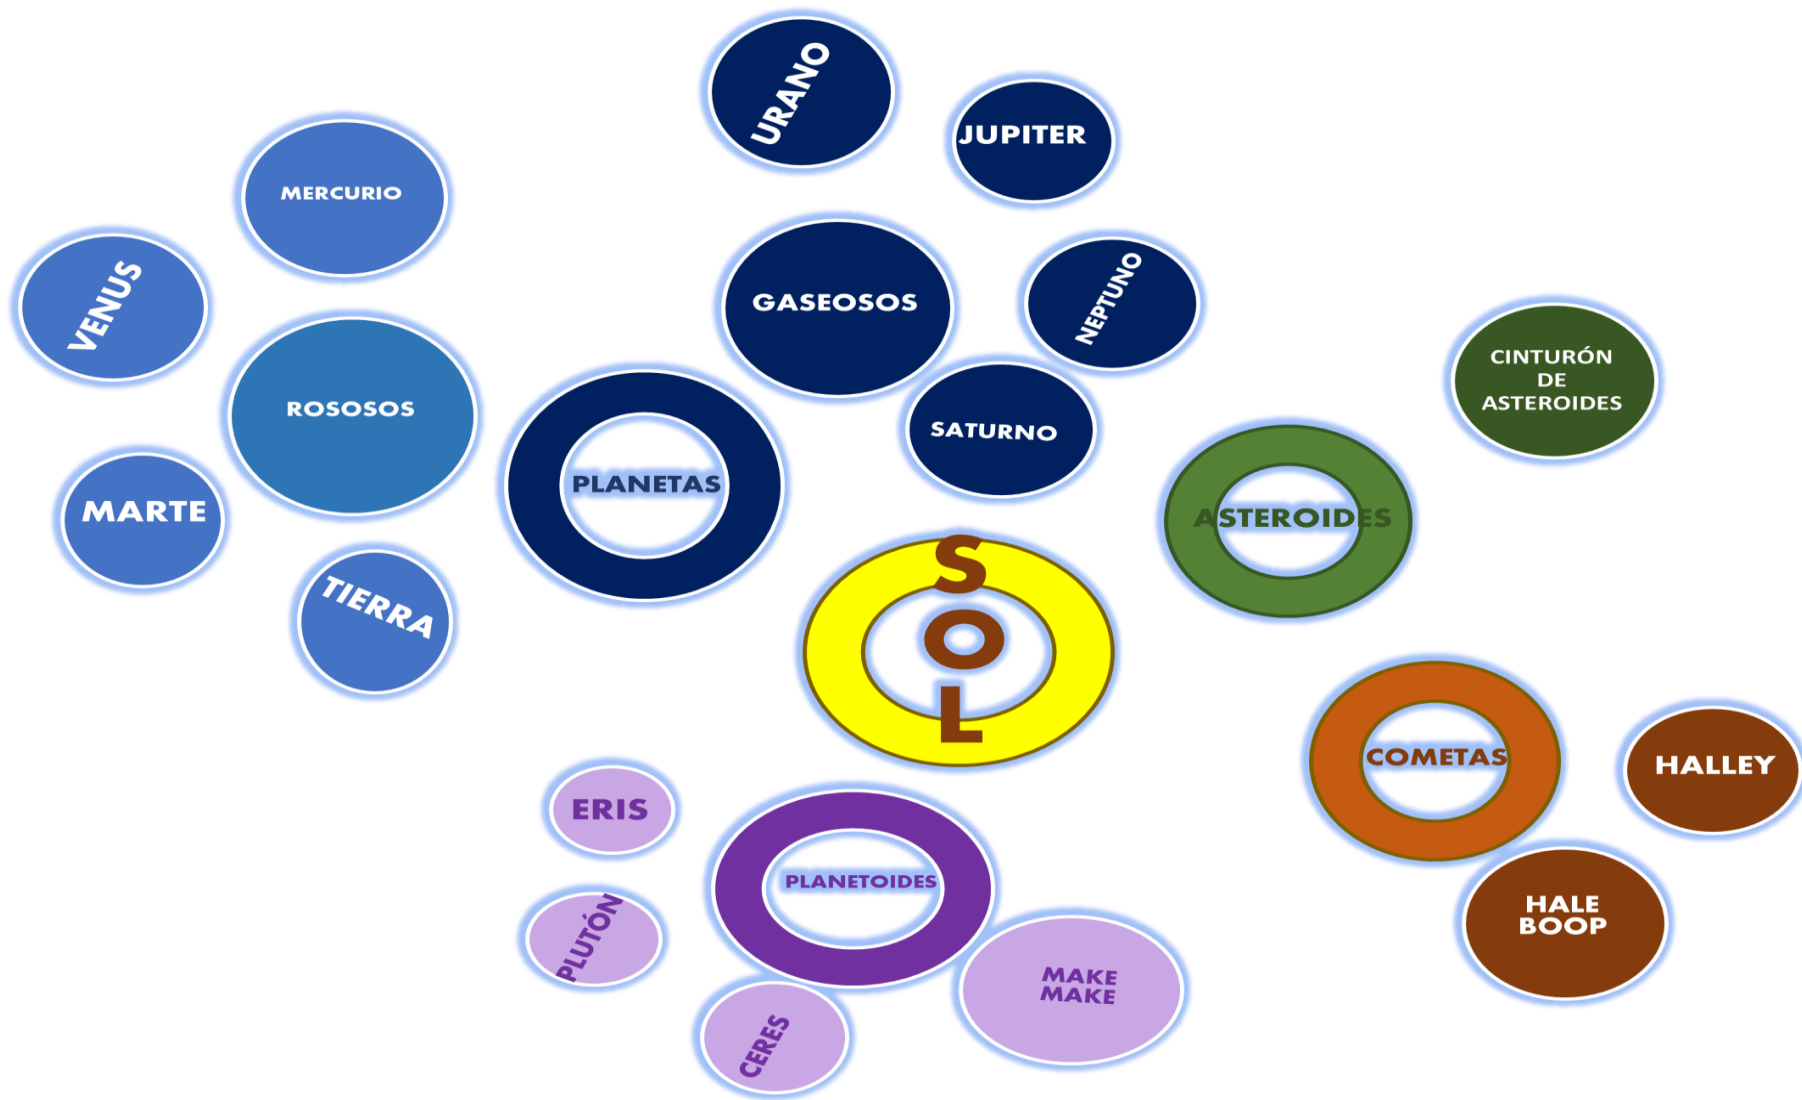 URANO
JUPITER
MERCURIO
VENUS
GASEOSOS
NEPTUNO
ROSOSOS
SATURNO
CINTURÓN
DE
ASTEROIDES
PLANETAS
MARTE
ASTEROIDES
TIERRA
SOL
COMETAS
HALLEY
ERIS
PLANETOIDES
HALE
BOOP
PLUTÓN
MAKE
MAKE
CERES